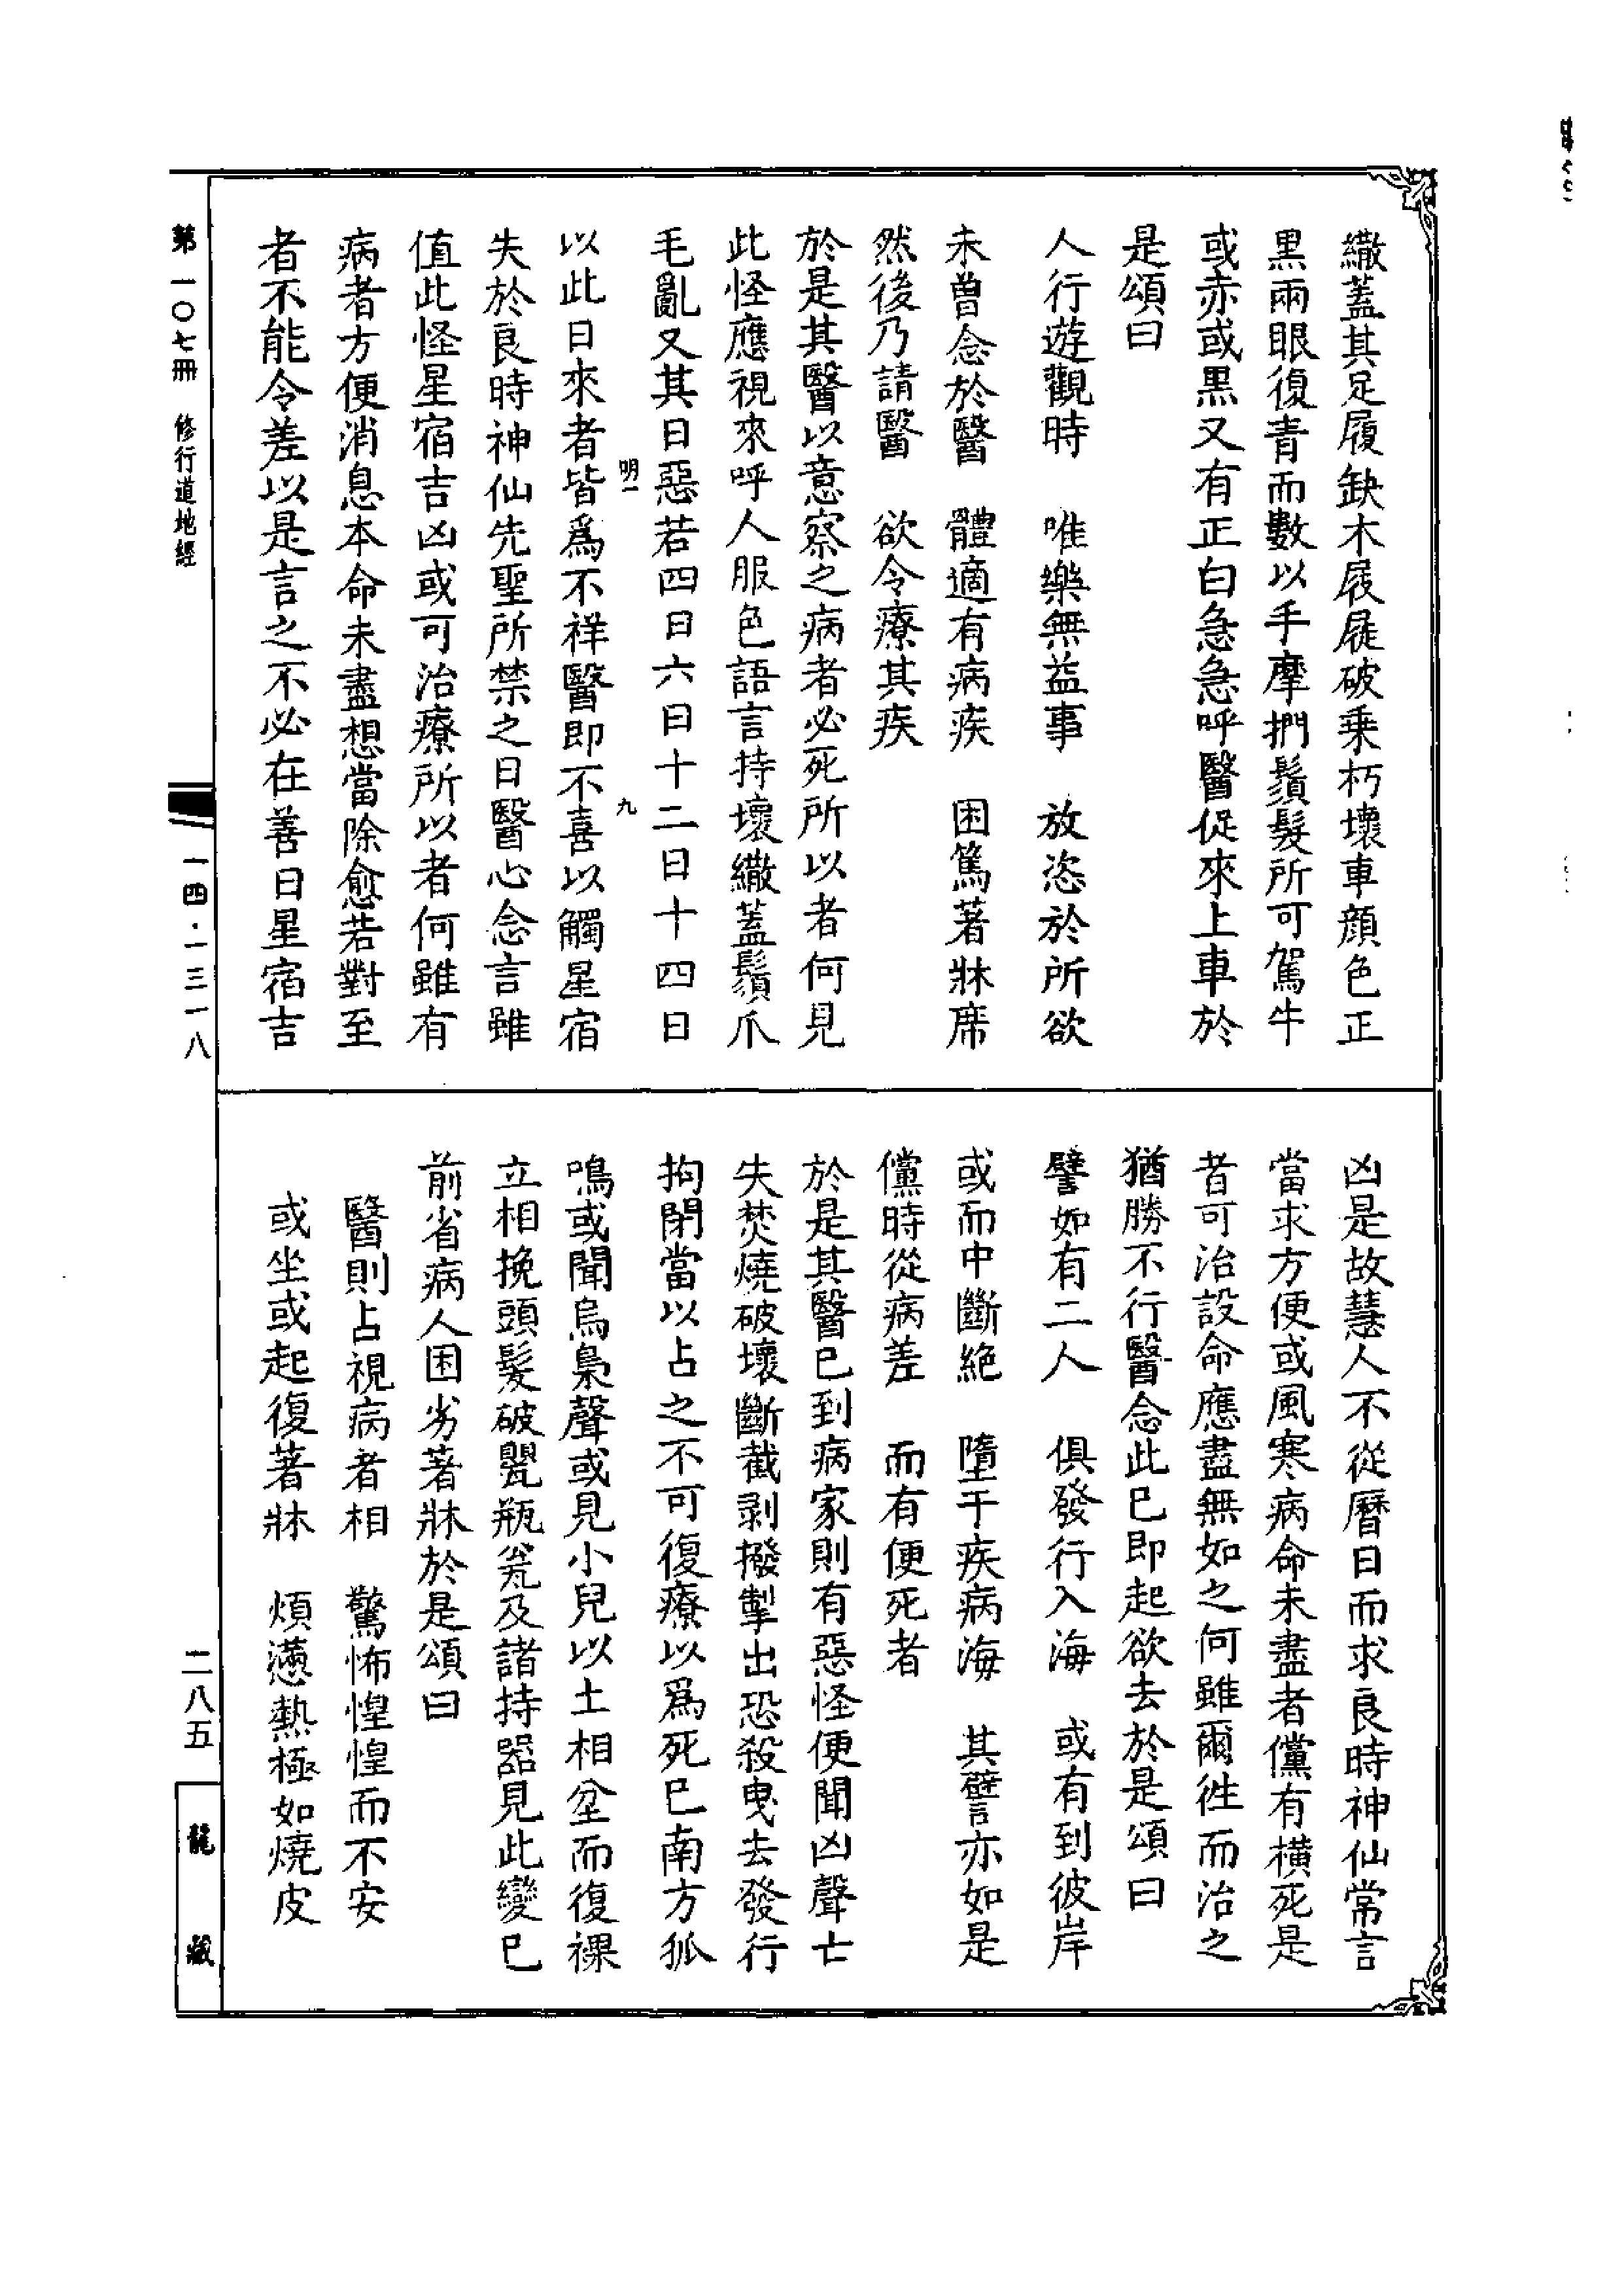 繖蓋其足履缺木屐屣破乗朽壞車顔色正
黒兩眼復青而數以手摩捫鬚髮所可駕牛
或赤或黒又有正白急急呼醫促來上車於
是頌曰
人行遊觀時　唯樂無益事　放恣於所欲
未曾念於醫　體適有病疾　困篤著牀席
然後乃請醫　欲令療其疾
於是其醫以意察之病者必死所以者何見
此怪應視來呼人服色語言持壞繖蓋鬚爪
毛亂又其日惡若四日六日十二日十四日
明一　九
以此日來者皆爲不祥醫即不喜以觸星宿
失於良時神仙先聖所禁之日醫心念言雖
值此怪星宿吉凶或可治療所以者何雖有
病者方便消息本命未盡想當除愈若對至
者不能令差以是言之不必在善日星宿吉
凶是故慧人不從曆日而求良時神仙常言
當求方便或風寒病命未盡者儻有橫死是
者可治設命應盡無如之何雖爾徃而治之
猶勝不行醫念此已即起欲去於是頌曰
譬如有二人　俱發行入海　或有到彼岸
或而中斷絶　墮于疾病海　其譬亦如是
儻時從病差　而有便死者
於是其醫已到病家則有惡怪便聞凶聲亡
失焚燒破壞斷截剥撥掣出恐殺曳去發行
拘閉當以占之不可復療以爲死已南方狐
鳴或聞烏梟聲或見小兒以土相坌而復裸
立相挽頭髮破甖瓶瓮及諸持器見此變已
前省病人困劣著牀於是頌曰
醫則占視病者相　驚怖惶惶而不安
或坐或起復著牀　煩懣熱極如燒皮
第一〇七冊　修行道地經
一四·一三一八
二八五
龍藏